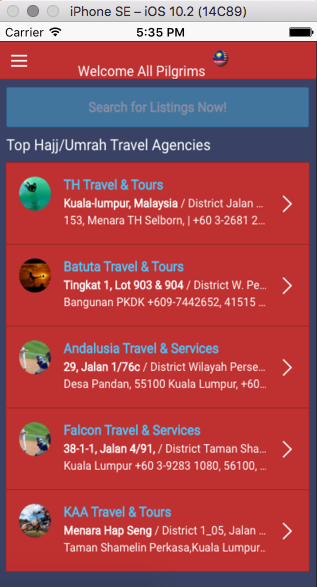 iPhone SE – iOS 10.2 (14C89)
Carrier 5:35 PM
Welcome All Pilgrims
Search for Listings Now!
Top Hajj/Umrah Travel Agencies
TH Travel & Tours
Kuala-lumpur, Malaysia / District Jalan ...
153, Menara TH Selborn, | +60 3-2681 2...
Batuta Travel & Tours
Tingkat 1, Lot 903 & 904 / District W. Pe...
Bangunan PKDK +609-7442652, 41515 ...
Andalusia Travel & Services
29, Jalan 1/76c / District Wilayah Perse...
Desa Pandan, 55100 Kuala Lumpur, +60...
Falcon Travel & Services
38-1-1, Jalan 4/91, / District Taman Sha...
Kuala Lumpur +60 3-9283 1080, 56100, ...
KAA Travel & Tours
Menara Hap Seng / District 1_05, Jalan ...
Taman Shamelin Perkasa,Kuala Lumpur...